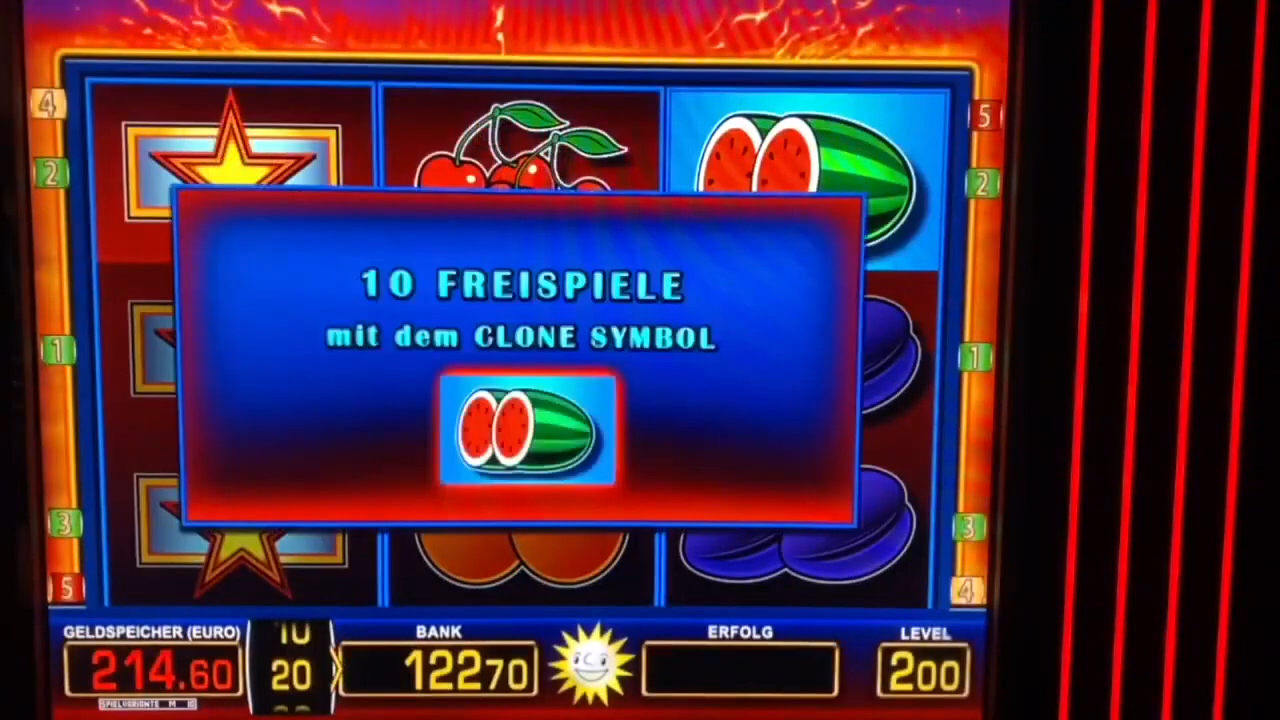 4
5
2
2
10 FREISPIELE
mit dem CLONE SYMBOL
1
1
3
3
5
4
GELDSPEICHER (EURO)
BANK
ERFOLG
LEVEL
10
214.60
20
12270
200